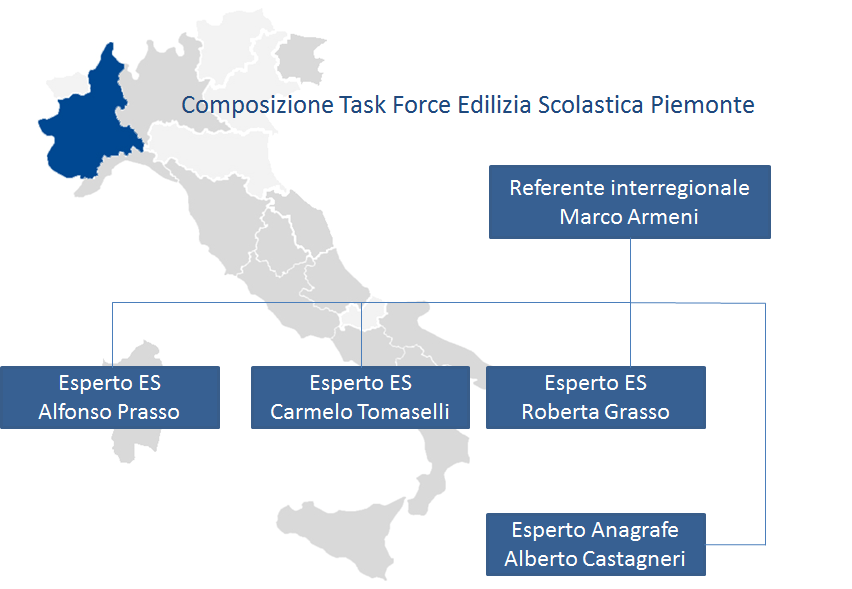 Composizione Task Force Edilizia Scolastica Piemonte
Referente interregionale
Marco Armeni
Esperto ES
Alfonso Prasso
Esperto ES
Carmelo Tomaselli
Esperto ES
Roberta Grasso
Esperto Anagrafe
Alberto Castagneri